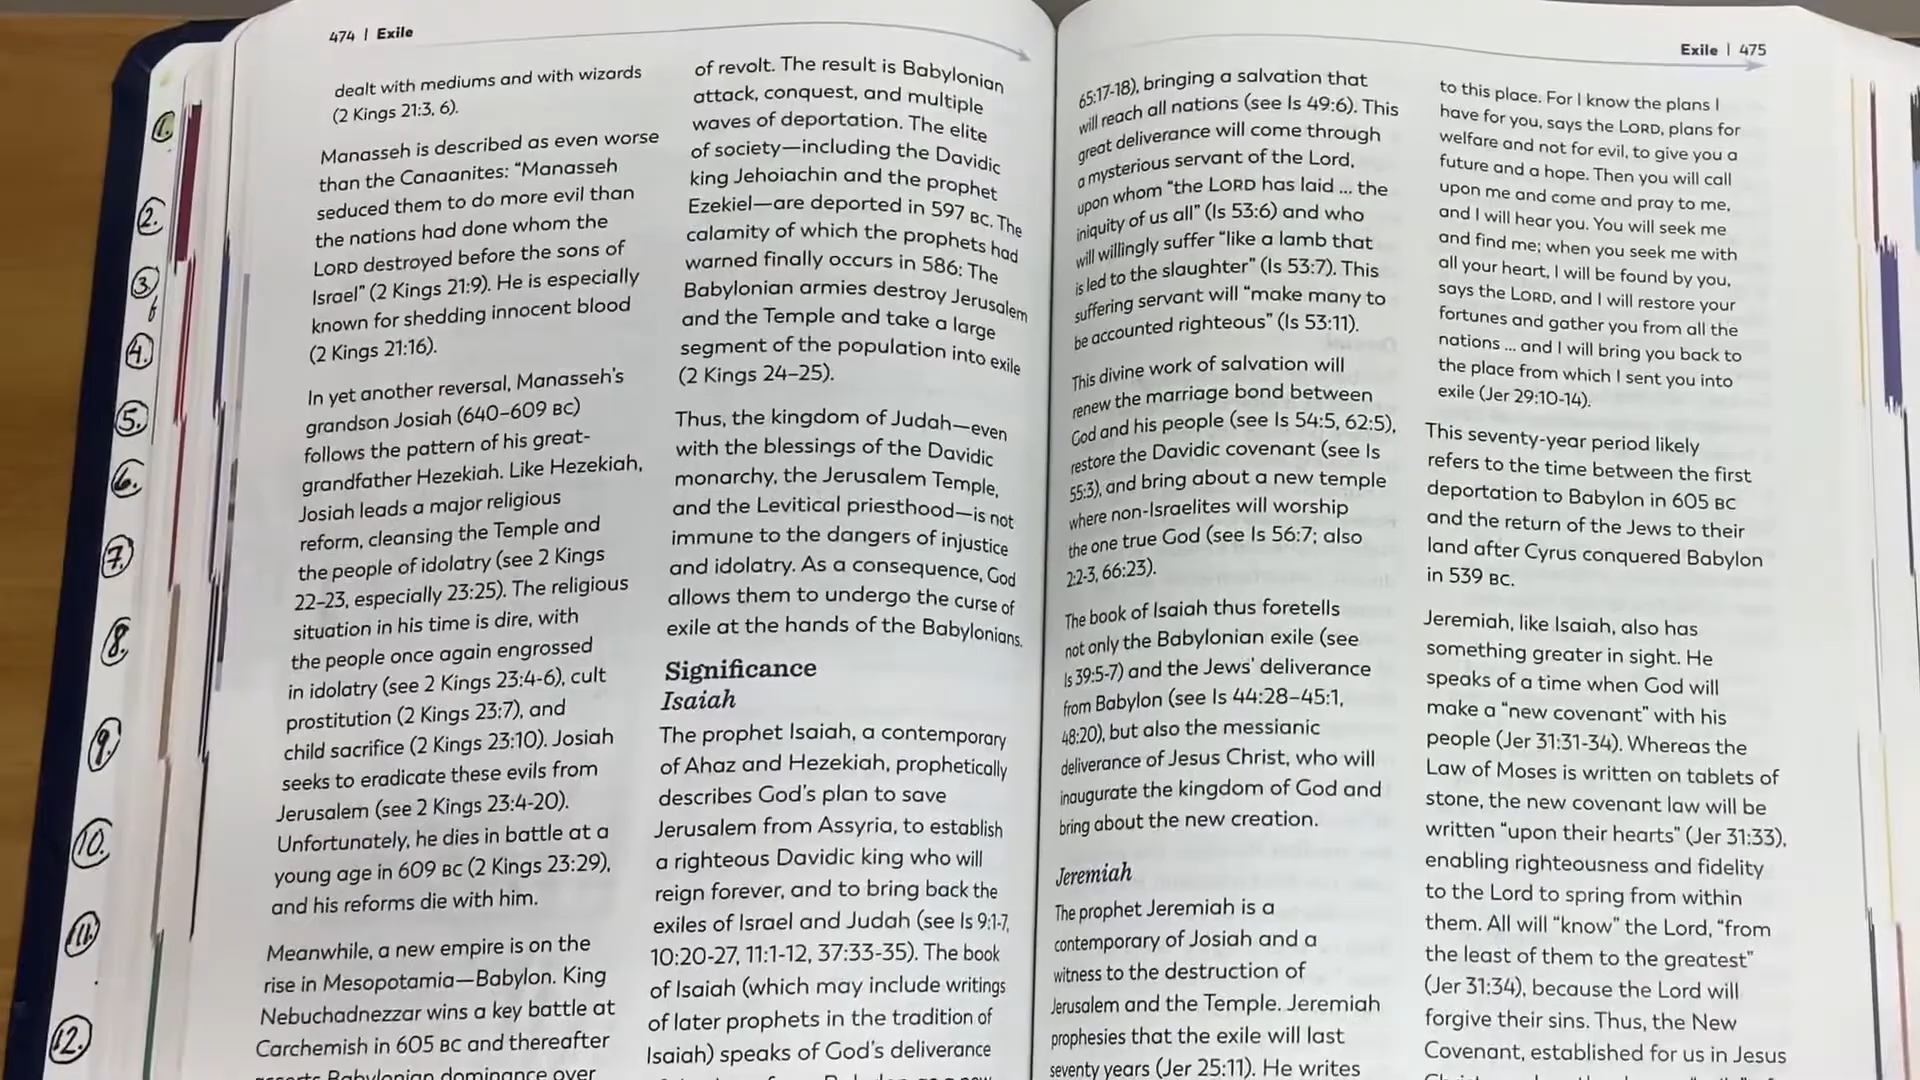 474 | Exile
dealt with mediums and with wizards
(2 Kings 21:3, 6).
Manasseh is described as even worse
than the Canaanites: “Manasseh
seduced them to do more evil than
the nations had done whom the
LORD destroyed before the sons of
Israel” (2 Kings 21:9). He is especially
known for shedding innocent blood
(2 Kings 21:16).
In yet another reversal, Manasseh’s
grandson Josiah (640–609 BC)
follows the pattern of his great-
grandfather Hezekiah. Like Hezekiah,
Josiah leads a major religious
reform, cleansing the Temple and
the people of idolatry (see 2 Kings
22–23, especially 23:25). The religious
situation in his time is dire, with
the people once again engrossed
in idolatry (see 2 Kings 23:4-6), cult
prostitution (2 Kings 23:7), and
child sacrifice (2 Kings 23:10). Josiah
seeks to eradicate these evils from
Jerusalem (see 2 Kings 23:4-20).
Unfortunately, he dies in battle at a
young age in 609 BC (2 Kings 23:29),
and his reforms die with him.
Meanwhile, a new empire is on the
rise in Mesopotamia—Babylon. King
Nebuchadnezzar wins a key battle at
Carchemish in 605 BC and thereafter
asserts Babylonian dominance over
of revolt. The result is Babylonian
attack, conquest, and multiple
waves of deportation. The elite
of society—including the Davidic
king Jehoiachin and the prophet
Ezekiel—are deported in 597 BC. The
calamity of which the prophets had
warned finally occurs in 586: The
Babylonian armies destroy Jerusalem
and the Temple and take a large
segment of the population into exile
(2 Kings 24–25).
Thus, the kingdom of Judah—even
with the blessings of the Davidic
monarchy, the Jerusalem Temple,
and the Levitical priesthood—is not
immune to the dangers of injustice
and idolatry. As a consequence, God
allows them to undergo the curse of
exile at the hands of the Babylonians.
Significance
Isaiah
The prophet Isaiah, a contemporary
of Ahaz and Hezekiah, prophetically
describes God’s plan to save
Jerusalem from Assyria, to establish
a righteous Davidic king who will
reign forever, and to bring back the
exiles of Israel and Judah (see Is 9:1-7,
10:20-27, 11:1-12, 37:33-35). The book
of Isaiah (which may include writings
of later prophets in the tradition of
Isaiah) speaks of God’s deliverance
Exile | 475
65:17-18), bringing a salvation that
will reach all nations (see Is 49:6). This
great deliverance will come through
a mysterious servant of the Lord,
upon whom “the LORD has laid ... the
iniquity of us all” (Is 53:6) and who
will willingly suffer “like a lamb that
is led to the slaughter” (Is 53:7). This
suffering servant will “make many to
be accounted righteous” (Is 53:11).
This divine work of salvation will
renew the marriage bond between
God and his people (see Is 54:5, 62:5),
restore the Davidic covenant (see Is
55:3), and bring about a new temple
where non-Israelites will worship
the one true God (see Is 56:7; also
2:2-3, 66:23).
The book of Isaiah thus foretells
not only the Babylonian exile (see
Is 39:5-7) and the Jews’ deliverance
from Babylon (see Is 44:28–45:1,
48:20), but also the messianic
deliverance of Jesus Christ, who will
inaugurate the kingdom of God and
bring about the new creation.
Jeremiah
The prophet Jeremiah is a
contemporary of Josiah and a
witness to the destruction of
Jerusalem and the Temple. Jeremiah
prophesies that the exile will last
seventy years (Jer 25:11). He writes
to this place. For I know the plans I
have for you, says the LORD, plans for
welfare and not for evil, to give you a
future and a hope. Then you will call
upon me and come and pray to me,
and I will hear you. You will seek me
and find me; when you seek me with
all your heart, I will be found by you,
says the LORD, and I will restore your
fortunes and gather you from all the
nations ... and I will bring you back to
the place from which I sent you into
exile (Jer 29:10-14).
This seventy-year period likely
refers to the time between the first
deportation to Babylon in 605 BC
and the return of the Jews to their
land after Cyrus conquered Babylon
in 539 BC.
Jeremiah, like Isaiah, also has
something greater in sight. He
speaks of a time when God will
make a “new covenant” with his
people (Jer 31:31-34). Whereas the
Law of Moses is written on tablets of
stone, the new covenant law will be
written “upon their hearts” (Jer 31:33),
enabling righteousness and fidelity
to the Lord to spring from within
them. All will “know” the Lord, “from
the least of them to the greatest”
(Jer 31:34), because the Lord will
forgive their sins. Thus, the New
Covenant, established for us in Jesus
1.
2.
3.
4.
5.
6.
7.
8.
9.
10.
11.
12.